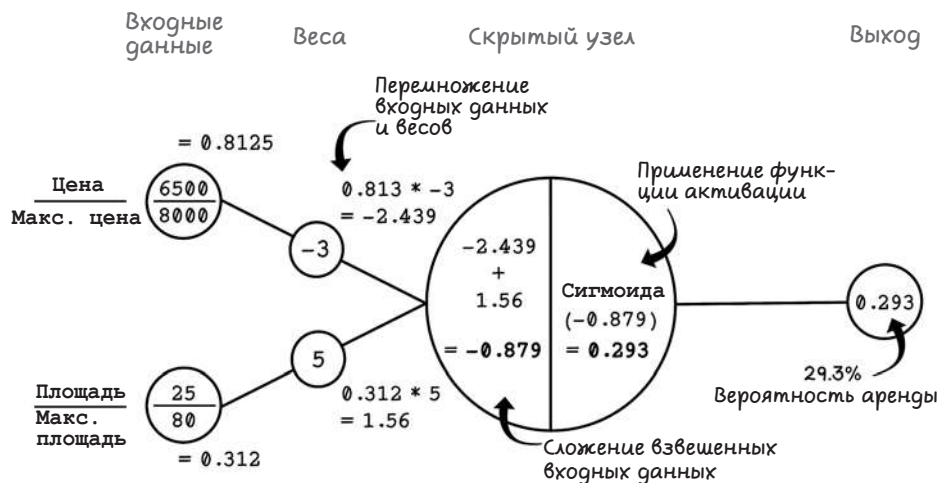 Входные
данные
Веса
Скрытый узел
Выход
Перемножение
входных данных
и весов
= 0.8125
Цена
Макс. цена
6500
8000
0.813 * -3
= -2.439
-3
Применение функ-
ции активации
-2.439
+
1.56
= -0.879
Сигмоида
(-0.879)
= 0.293
0.293
29.3%
Вероятность аренды
5
Площадь
Макс.
площадь
25
80
0.312 * 5
= 1.56
= 0.312
Сложение взвешенных
входных данных